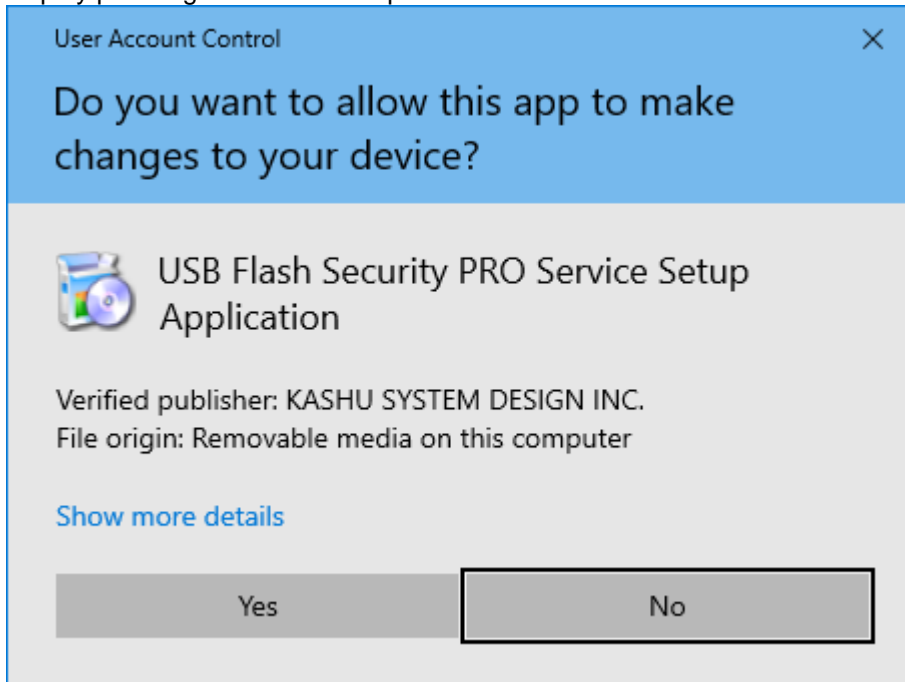 User Account Control
Do you want to allow this app to make
changes to your device?
USB Flash Security PRO Service Setup
Application
Verified publisher: KASHU SYSTEM DESIGN INC.
File origin: Removable media on this computer
Show more details
Yes
No